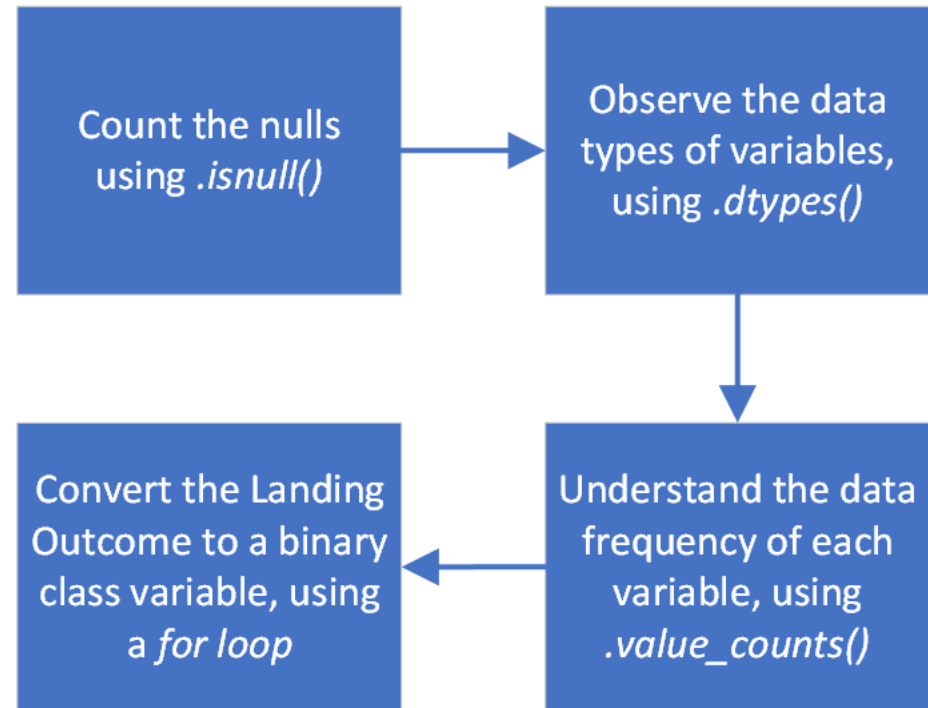 Count the nulls
using .isnull()
Observe the data
types of variables,
using .dtypes()
Understand the data
frequency of each
variable, using
.value_counts()
Convert the Landing
Outcome to a binary
class variable, using
a for loop